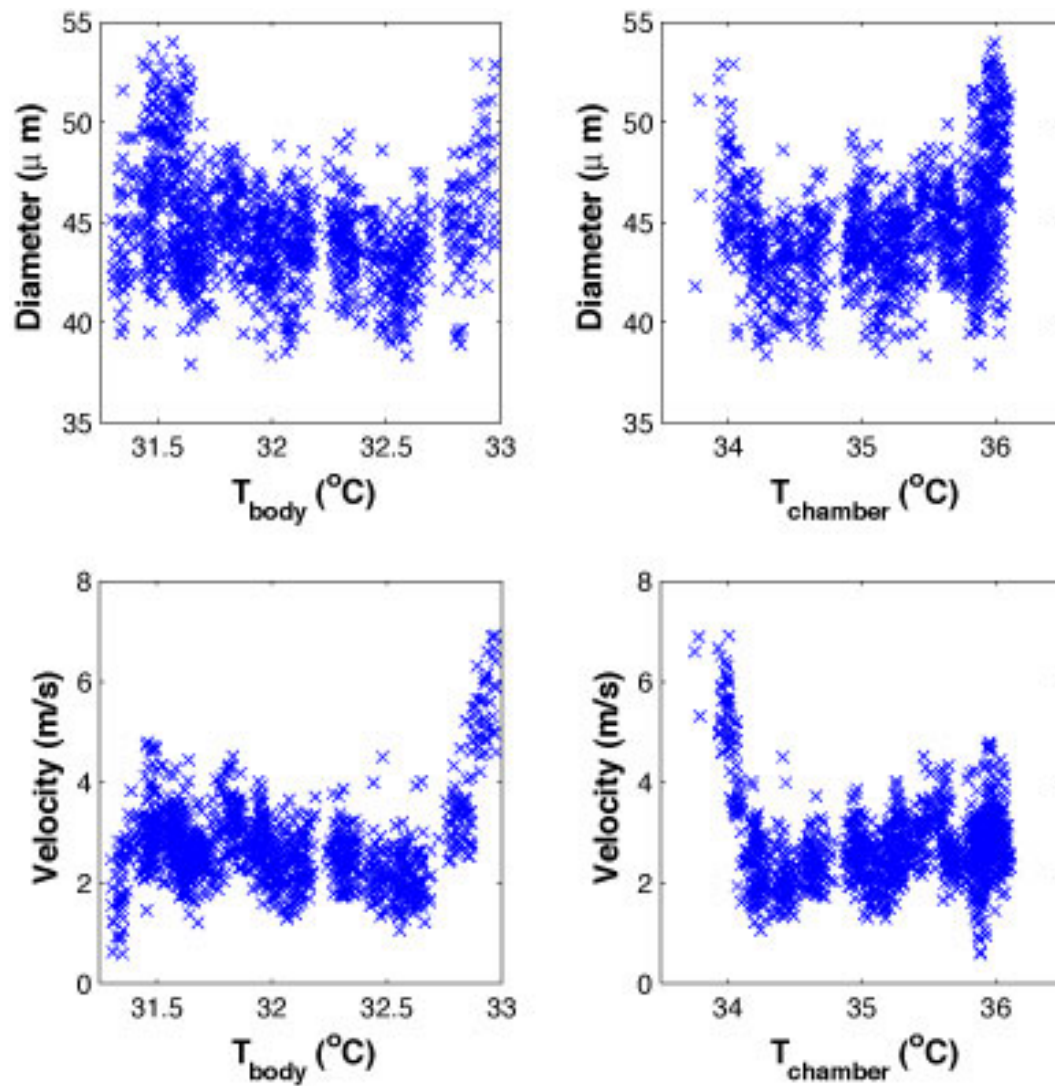 55
50
45
40
35
Diameter (μ m)
31.5 32 32.5 33
T_body (°C)
55
50
45
40
35
Diameter (μ m)
34 35 36
T_chamber (°C)
8
6
4
2
0
Velocity (m/s)
31.5 32 32.5 33
T_body (°C)
8
6
4
2
0
Velocity (m/s)
34 35 36
T_chamber (°C)